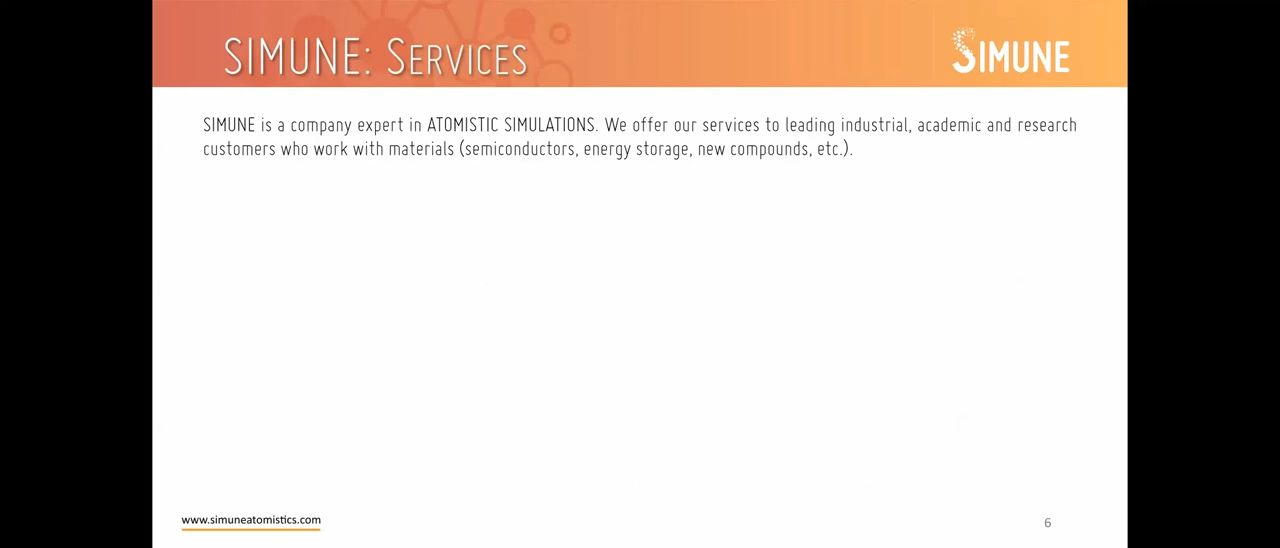 SIMUNE: SERVICES
SIMUNE
SIMUNE is a company expert in ATOMISTIC SIMULATIONS. We offer our services to leading industrial, academic and research
customers who work with materials (semiconductors, energy storage, new compounds, etc.).
www.simuneatomistics.com
6